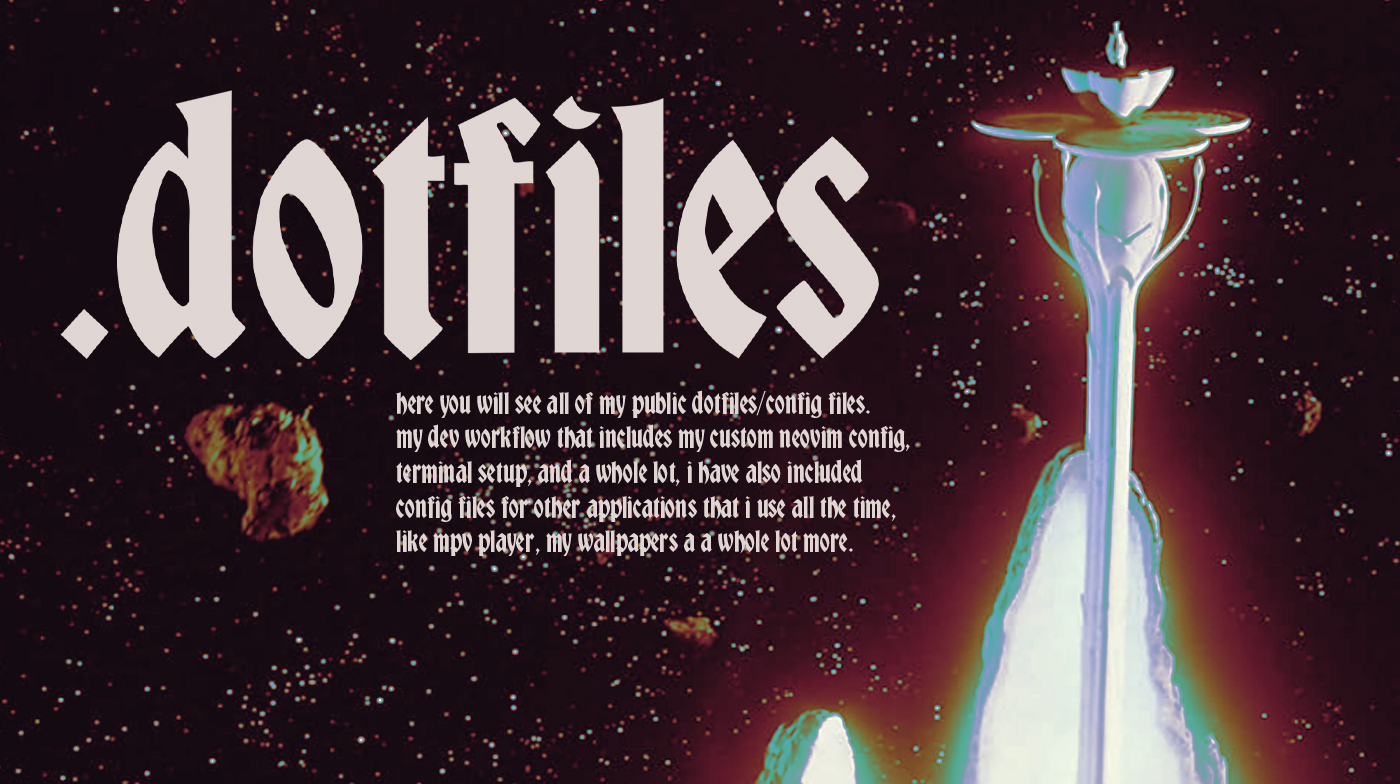 .dotfiles
here you will see all of my public dotfiles/config files.
my dev workflow that includes my custom neovim config,
terminal setup, and a whole lot, i have also included
config files for other applications that i use all the time,
like mpv player, my wallpapers a a whole lot more.